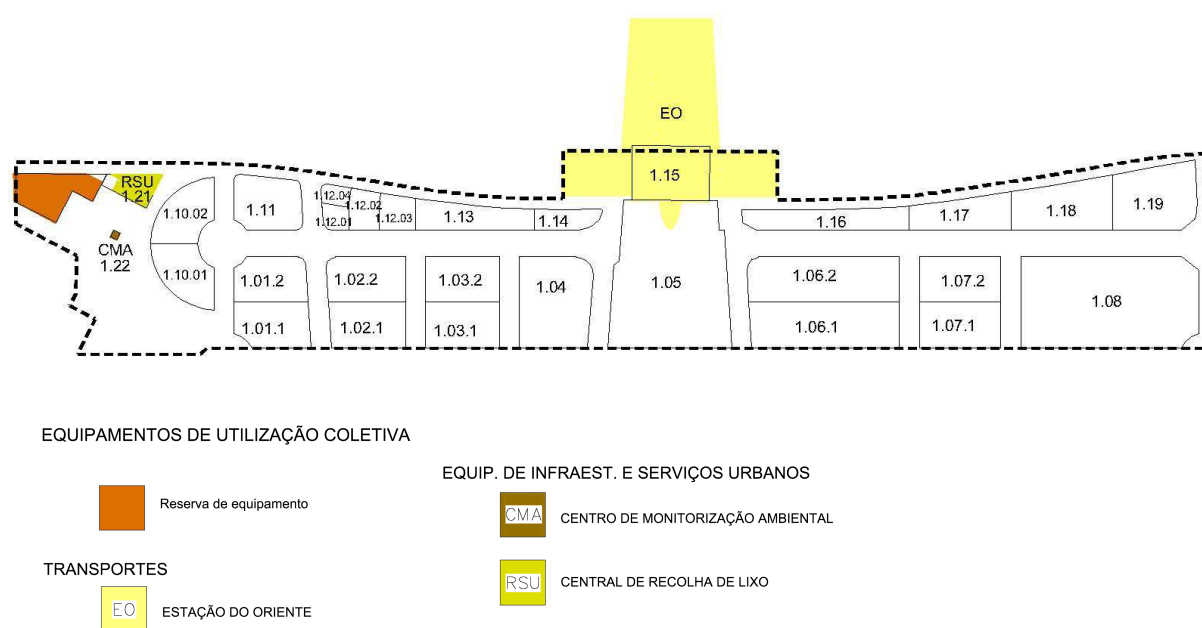 EO
1.15
RSU
1.21
1.10.02
1.11
1.12.04
1.12.02
1.12.01
1.12.03
1.13
1.14
1.16
1.17
1.18
1.19
CMA
1.22
1.10.01
1.01.2
1.02.2
1.03.2
1.04
1.05
1.06.2
1.07.2
1.08
1.01.1
1.02.1
1.03.1
1.06.1
1.07.1
EQUIPAMENTOS DE UTILIZAÇÃO COLETIVA
Reserva de equipamento
TRANSPORTES
EO ESTAÇÃO DO ORIENTE
EQUIP. DE INFRAEST. E SERVIÇOS URBANOS
CMA CENTRO DE MONITORIZAÇÃO AMBIENTAL
RSU CENTRAL DE RECOLHA DE LIXO